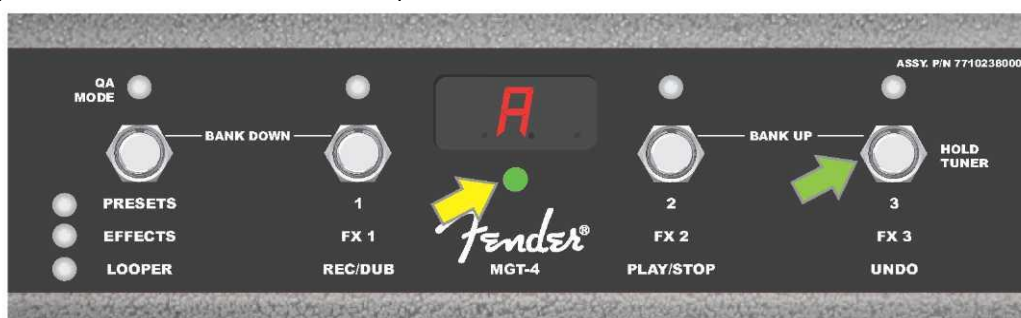 ASSY. P/N 7710238000
QA MODE
A
BANK DOWN
BANK UP
HOLD TUNER
PRESETS 1 2 3
EFFECTS FX 1 Fender® FX 2 FX 3
LOOPER REC/DUB MGT-4 PLAY/STOP UNDO